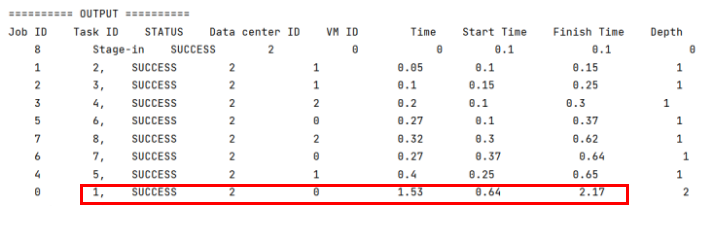 ========== OUTPUT ==========
Job ID Task ID STATUS Data center ID VM ID Time Start Time Finish Time Depth
8 Stage-in SUCCESS 2 0 0 0.1 0.1 0
1 2, SUCCESS 2 1 0.05 0.1 0.15 1
2 3, SUCCESS 2 1 0.1 0.15 0.25 1
3 4, SUCCESS 2 2 0.2 0.1 0.3 1
5 6, SUCCESS 2 0 0.27 0.1 0.37 1
7 8, SUCCESS 2 2 0.32 0.3 0.62 1
6 7, SUCCESS 2 0 0.27 0.37 0.64 1
4 5, SUCCESS 2 1 0.4 0.25 0.65 1
0 1, SUCCESS 2 0 1.53 0.64 2.17 2